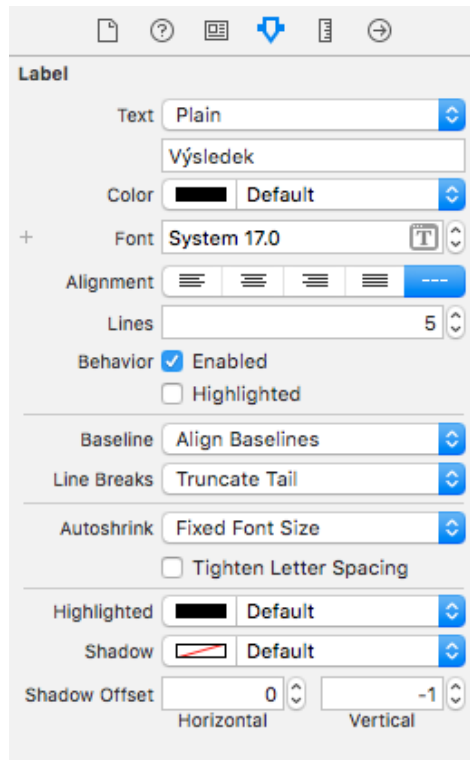 Label
Text Plain
Výsledek
Color Default
+ Font System 17.0 T
Alignment ---
Lines 5
Behavior Enabled
Highlighted
Baseline Align Baselines
Line Breaks Truncate Tail
Autoshrink Fixed Font Size
Tighten Letter Spacing
Highlighted Default
Shadow Default
Shadow Offset 0 -1
Horizontal Vertical